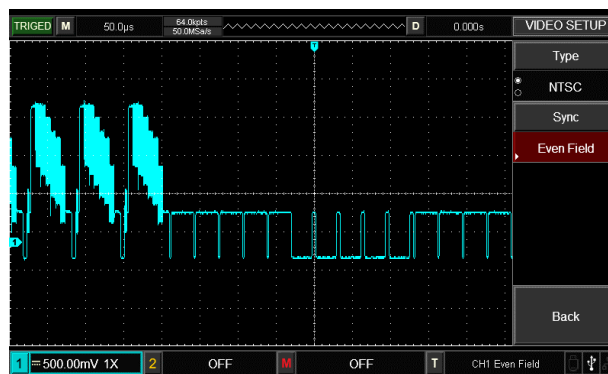 TRIGED M 50.0μs 64.0kpts D 0.000s VIDEO SETUP
50.0MSa/s
T
Type
NTSC
Sync
Even Field
1
Back
1 500.00mV 1X 2 OFF M OFF T CH1 Even Field